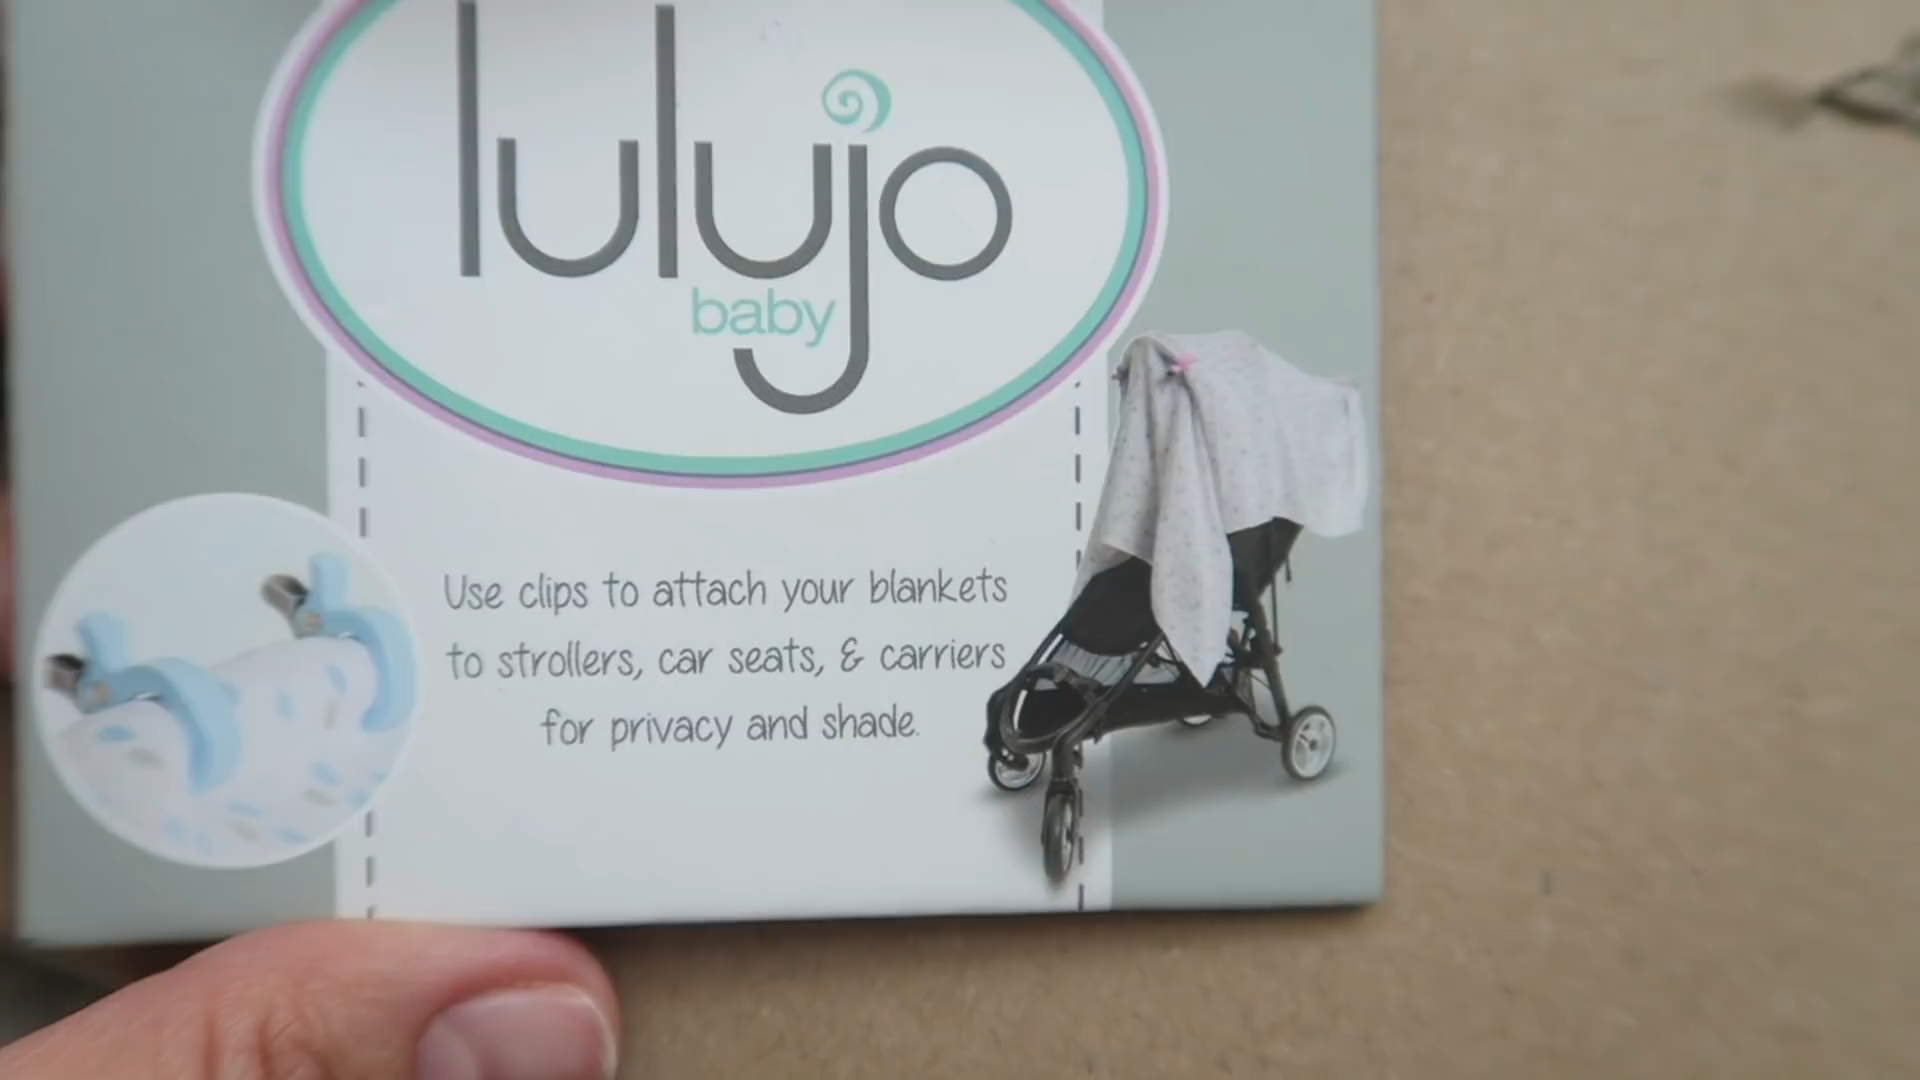 lulujo
baby
Use clips to attach your blankets
to strollers, car seats, & carriers
for privacy and shade.